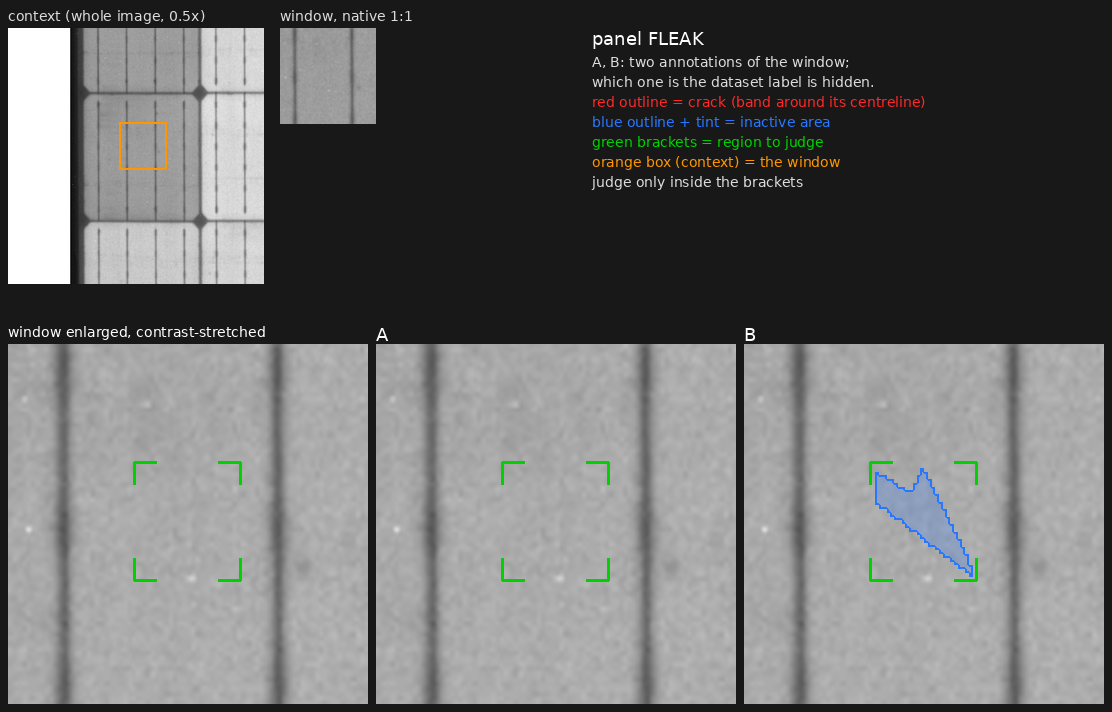 context (whole image, 0.5x)
window, native 1:1
panel FLEAK
A, B: two annotations of the window;
which one is the dataset label is hidden.
red outline = crack (band around its centreline)
blue outline + tint = inactive area
green brackets = region to judge
orange box (context) = the window
judge only inside the brackets
window enlarged, contrast-stretched
A
B